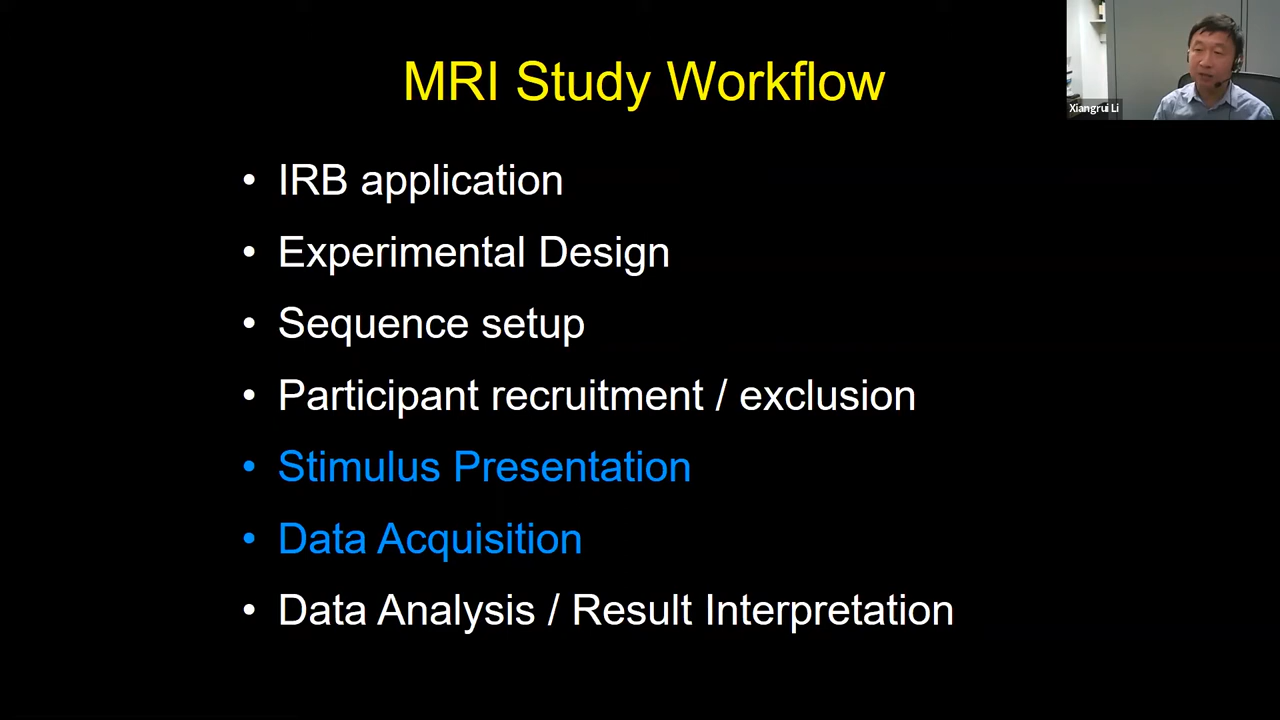 MRI Study Workflow
Xiangrui Li
• IRB application
• Experimental Design
• Sequence setup
• Participant recruitment / exclusion
• Stimulus Presentation
• Data Acquisition
• Data Analysis / Result Interpretation